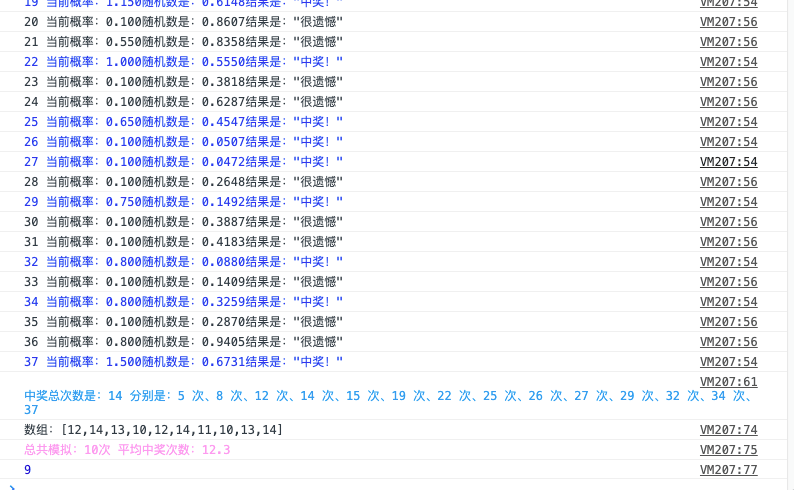 19 当前概率: 1.150随机数是: 0.6148结果是: "中奖！" VM207:54
20 当前概率: 0.100随机数是: 0.8607结果是: "很遗憾" VM207:56
21 当前概率: 0.550随机数是: 0.8358结果是: "很遗憾" VM207:56
22 当前概率: 1.000随机数是: 0.5550结果是: "中奖！" VM207:54
23 当前概率: 0.100随机数是: 0.3818结果是: "很遗憾" VM207:56
24 当前概率: 0.100随机数是: 0.6287结果是: "很遗憾" VM207:56
25 当前概率: 0.650随机数是: 0.4547结果是: "中奖！" VM207:54
26 当前概率: 0.100随机数是: 0.0507结果是: "中奖！" VM207:54
27 当前概率: 0.100随机数是: 0.0472结果是: "中奖！" VM207:54
28 当前概率: 0.100随机数是: 0.2648结果是: "很遗憾" VM207:56
29 当前概率: 0.750随机数是: 0.1492结果是: "中奖！" VM207:54
30 当前概率: 0.100随机数是: 0.3887结果是: "很遗憾" VM207:56
31 当前概率: 0.100随机数是: 0.4183结果是: "很遗憾" VM207:56
32 当前概率: 0.800随机数是: 0.0880结果是: "中奖！" VM207:54
33 当前概率: 0.100随机数是: 0.1409结果是: "很遗憾" VM207:56
34 当前概率: 0.800随机数是: 0.3259结果是: "中奖！" VM207:54
35 当前概率: 0.100随机数是: 0.2870结果是: "很遗憾" VM207:56
36 当前概率: 0.800随机数是: 0.9405结果是: "很遗憾" VM207:56
37 当前概率: 1.500随机数是: 0.6731结果是: "中奖！" VM207:54
VM207:61
中奖总次数是: 14 分别是: 5 次、8 次、12 次、14 次、15 次、19 次、22 次、25 次、26 次、27 次、29 次、32 次、34 次、
37
数组: [12,14,13,10,12,14,11,10,13,14] VM207:74
总共模拟: 10次 平均中奖次数: 12.3 VM207:75
9 VM207:77